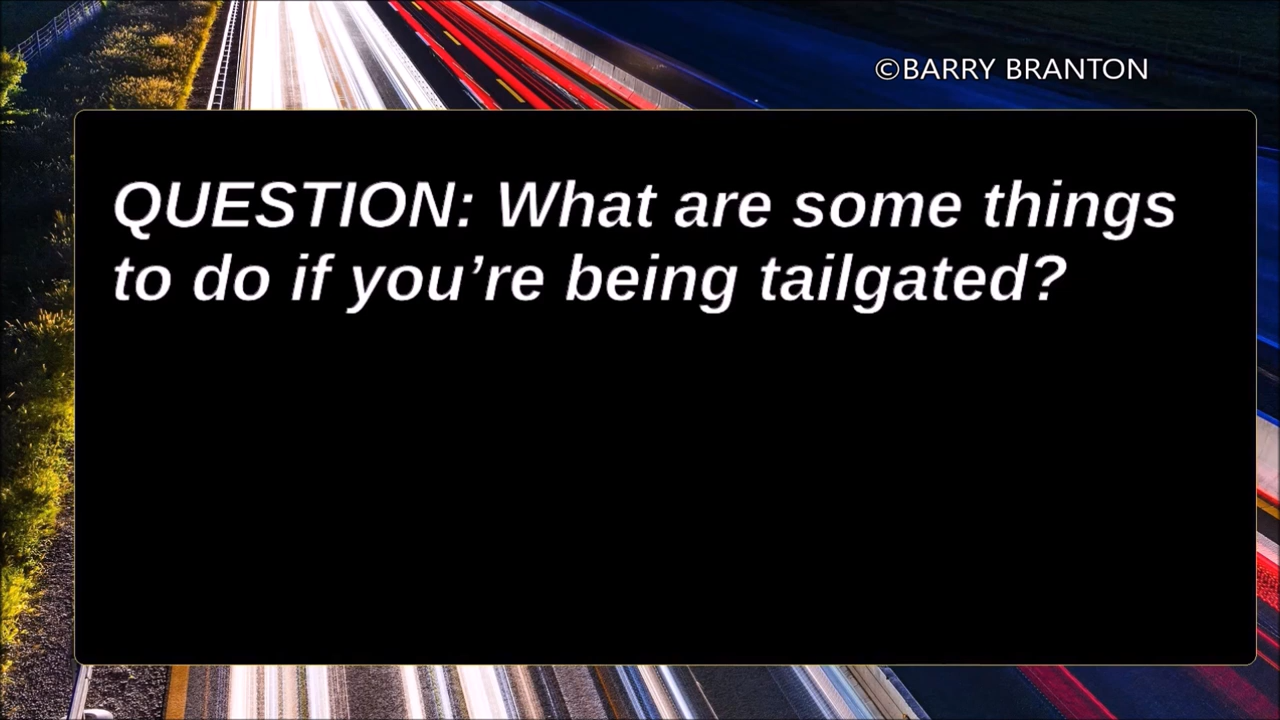 ©BARRY BRANTON
QUESTION: What are some things
to do if you’re being tailgated?